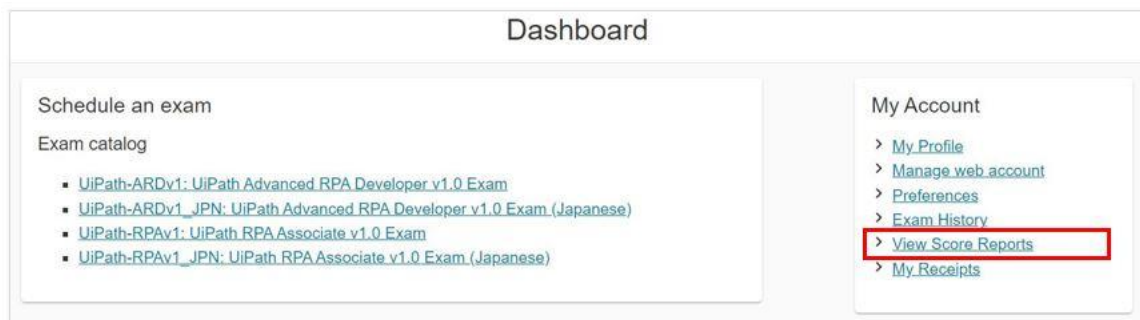 Dashboard
Schedule an exam
Exam catalog
UiPath-ARDv1: UiPath Advanced RPA Developer v1.0 Exam
UiPath-ARDv1_JPN: UiPath Advanced RPA Developer v1.0 Exam (Japanese)
UiPath-RPAv1: UiPath RPA Associate v1.0 Exam
UiPath-RPAv1_JPN: UiPath RPA Associate v1.0 Exam (Japanese)
My Account
My Profile
Manage web account
Preferences
Exam History
View Score Reports
My Receipts